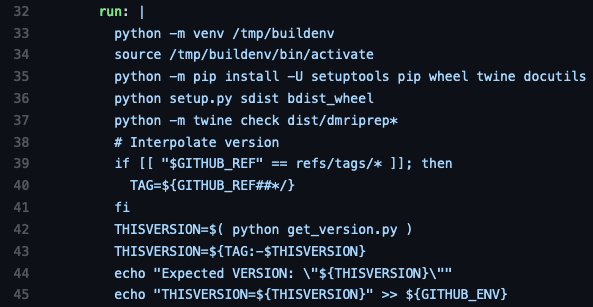 32 run: |
33 python -m venv /tmp/buildenv
34 source /tmp/buildenv/bin/activate
35 python -m pip install -U setuptools pip wheel twine docutils
36 python setup.py sdist bdist_wheel
37 python -m twine check dist/dmriprep*
38 # Interpolate version
39 if [[ "$GITHUB_REF" == refs/tags/* ]]; then
40 TAG=${GITHUB_REF##*/}
41 fi
42 THISVERSION=$( python get_version.py )
43 THISVERSION=${TAG:-$THISVERSION}
44 echo "Expected VERSION: \"${THISVERSION}\""
45 echo "THISVERSION=${THISVERSION}" >> ${GITHUB_ENV}